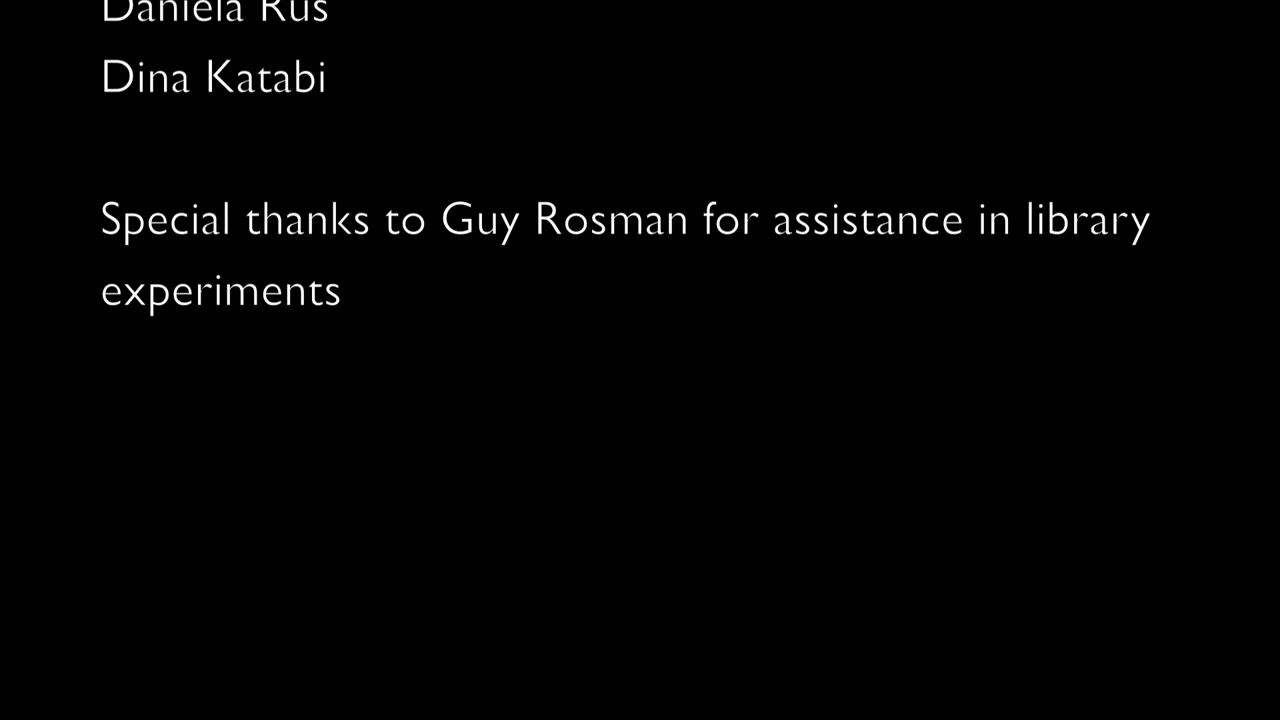 Daniela Rus
Dina Katabi
Special thanks to Guy Rosman for assistance in library
experiments